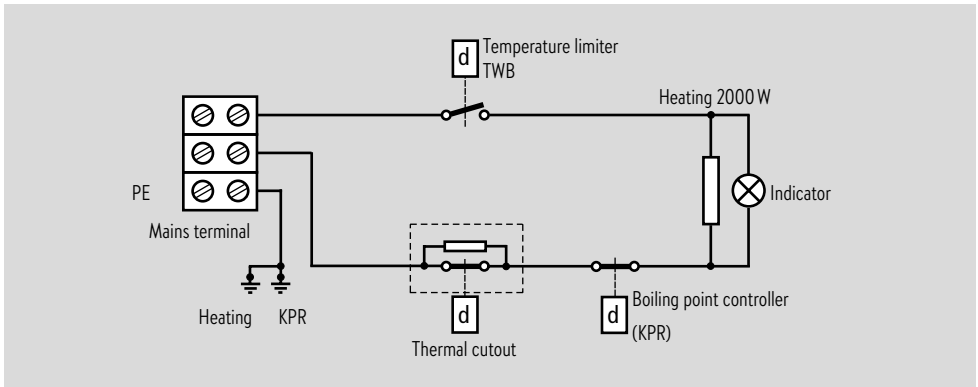 d
Temperature limiter
TWB
Heating 2000 W
PE
Indicator
Mains terminal
Heating
KPR
d
Thermal cutout
d
Boiling point controller
(KPR)